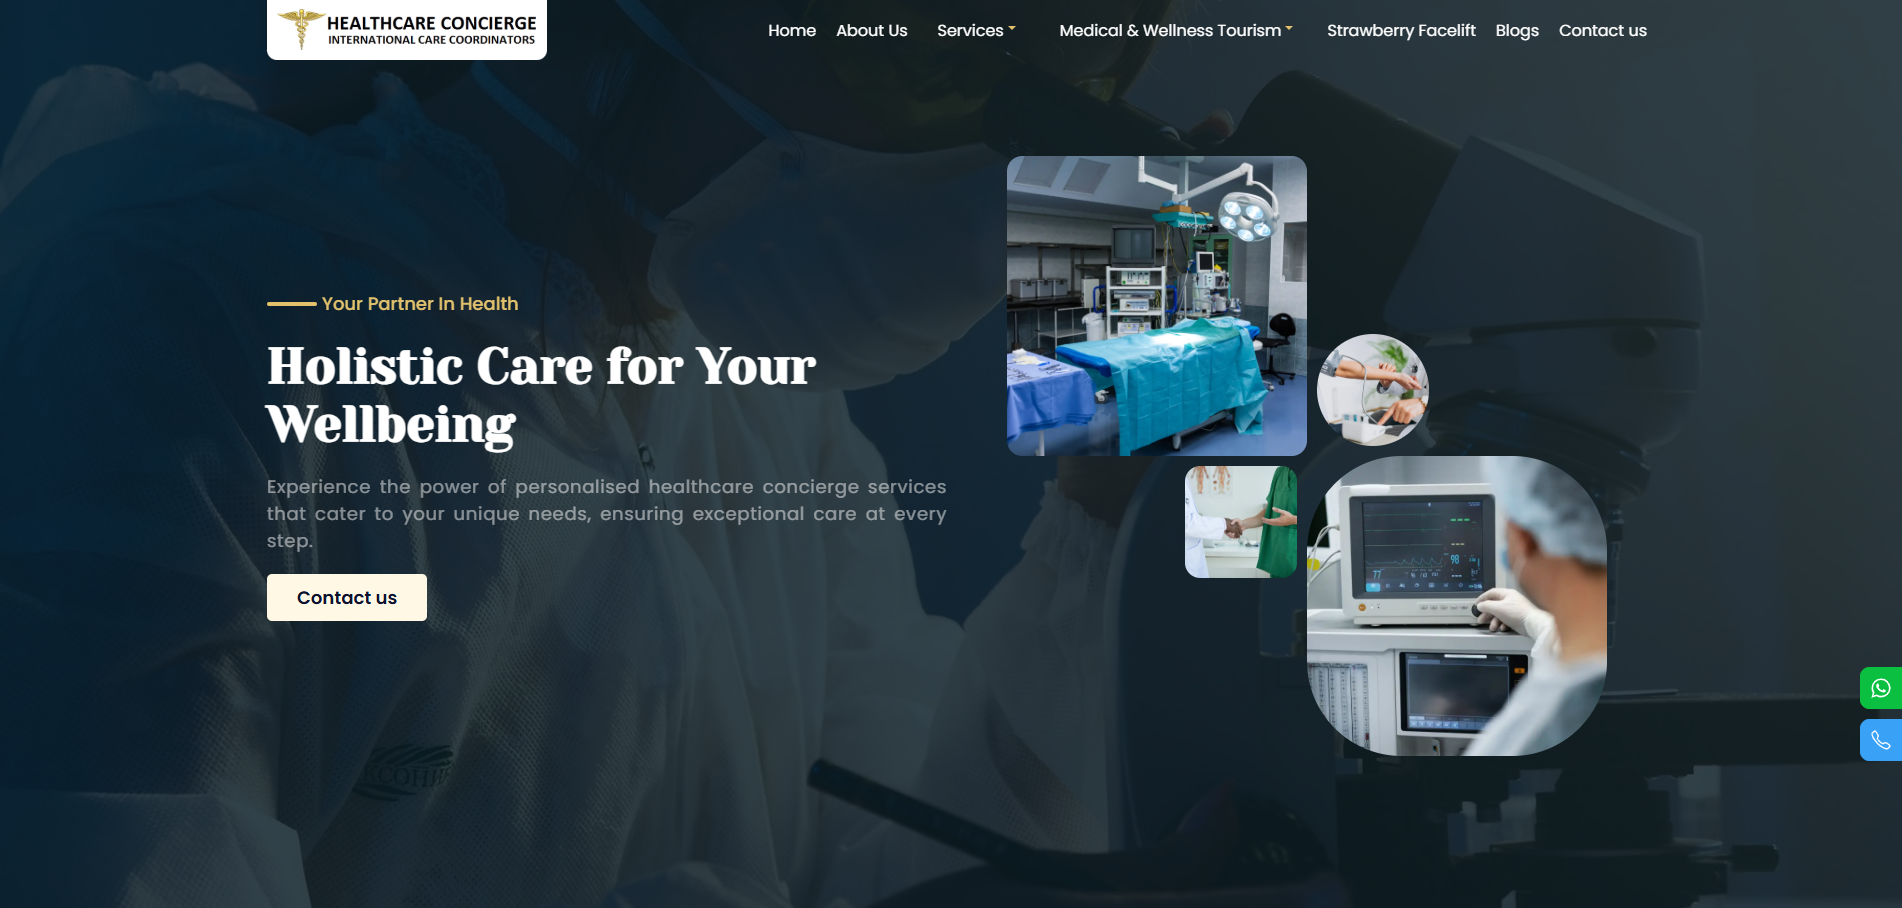 HEALTHCARE CONCIERGE
INTERNATIONAL CARE COORDINATORS
Home
About Us
Services
Medical & Wellness Tourism
Strawberry Facelift
Blogs
Contact us
Your Partner In Health
Holistic Care for Your
Wellbeing
Experience the power of personalised healthcare concierge services
that cater to your unique needs, ensuring exceptional care at every
step.
Contact us
98
77